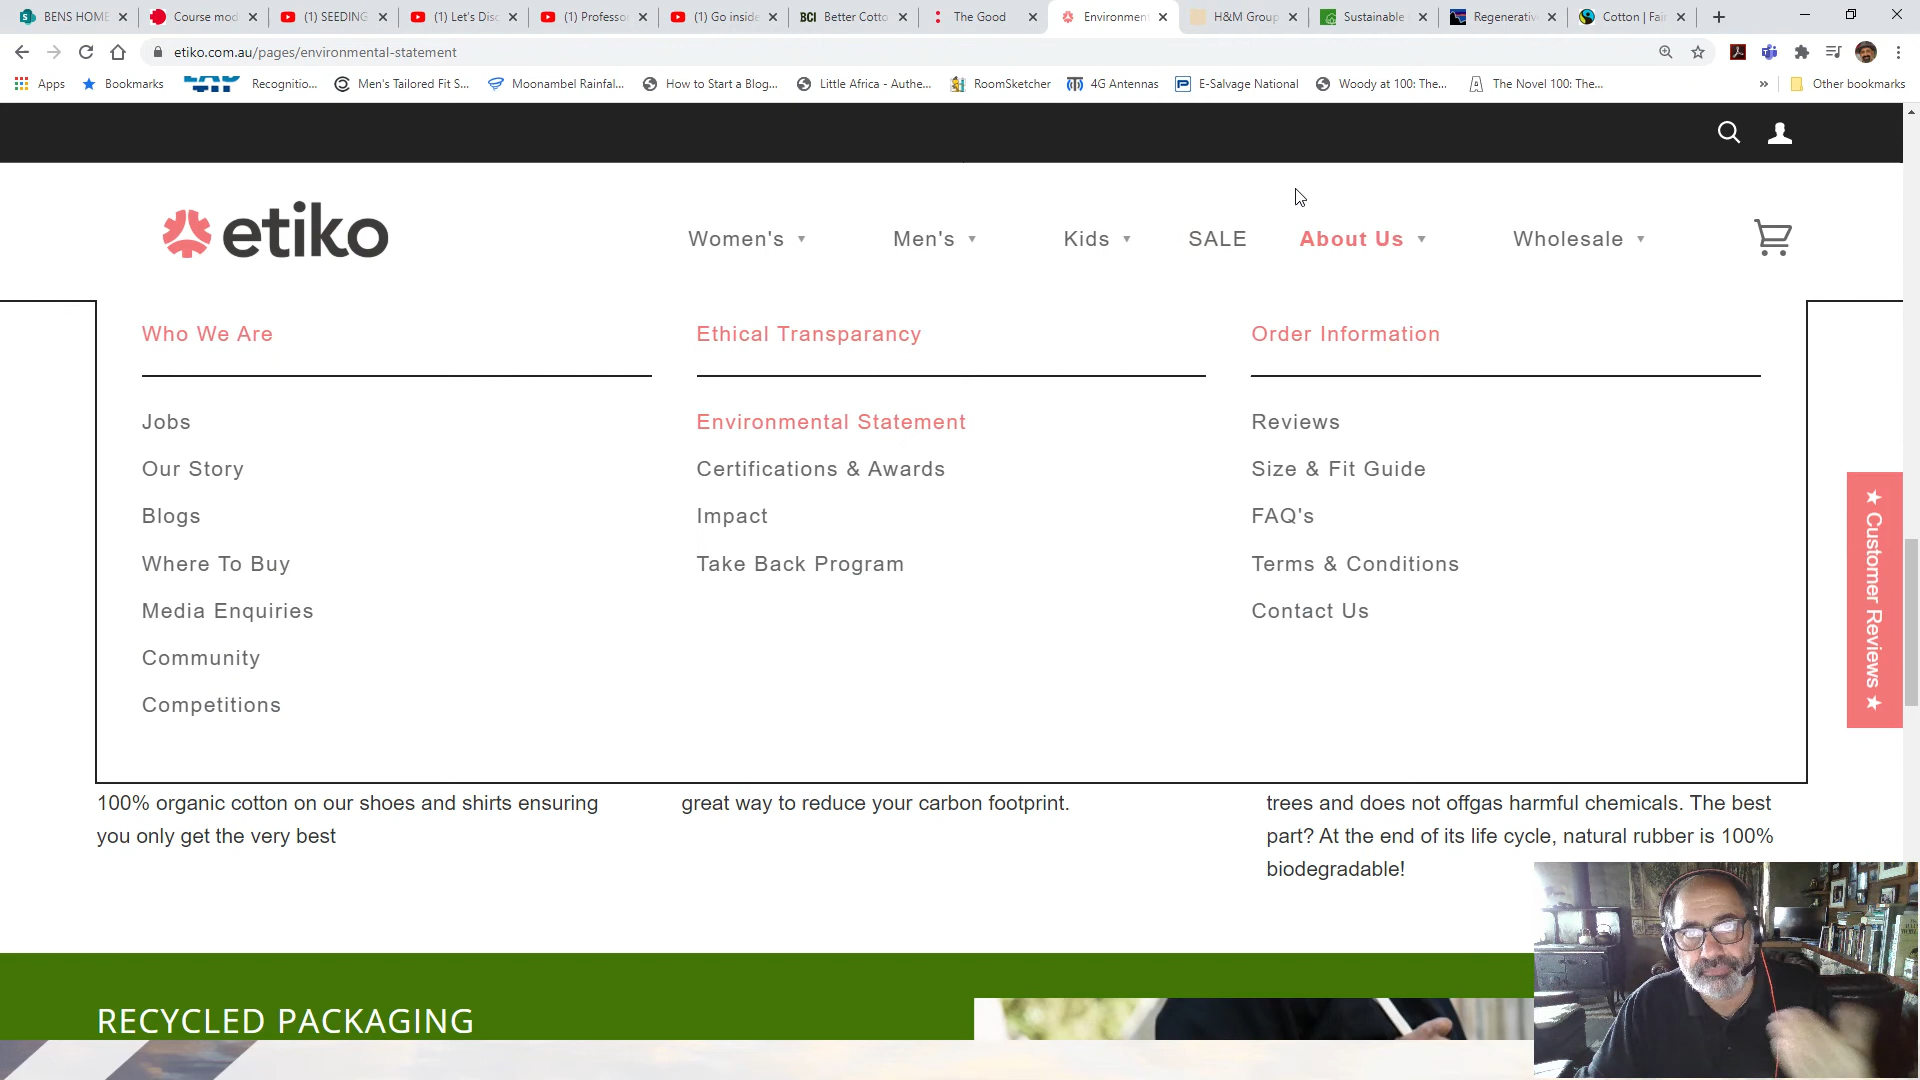 BENS HOME
Course mod
(1) SEEDING
(1) Let's Disc
(1) Professo
(1) Go inside
BCI Better Cotto
The Good
Environmen
H&M Group
Sustainable
Regenerativ
Cotton | Fair
etiko.com.au/pages/environmental-statement
Apps
Bookmarks
Recognitio...
Men's Tailored Fit S...
Moonambel Rainfal...
How to Start a Blog...
Little Africa - Authe...
RoomSketcher
4G Antennas
E-Salvage National
Woody at 100: The...
The Novel 100: The...
»
Other bookmarks
etiko
Women's
Men's
Kids
SALE
About Us
Wholesale
Who We Are
Jobs
Our Story
Blogs
Where To Buy
Media Enquiries
Community
Competitions
Ethical Transparancy
Environmental Statement
Certifications & Awards
Impact
Take Back Program
Order Information
Reviews
Size & Fit Guide
FAQ's
Terms & Conditions
Contact Us
★ Customer Reviews ★
100% organic cotton on our shoes and shirts ensuring
you only get the very best
great way to reduce your carbon footprint.
trees and does not offgas harmful chemicals. The best
part? At the end of its life cycle, natural rubber is 100%
biodegradable!
RECYCLED PACKAGING